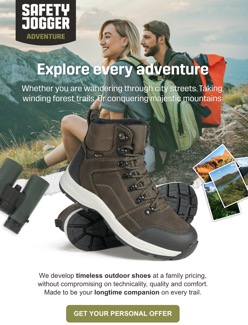 SAFETY
JOGGER
ADVENTURE
Explore every adventure
Whether you are wandering through city streets, Taking
winding forest trails. Or conquering majestic mountains
We develop timeless outdoor shoes at a family pricing,
without compromising on technicality, quality and comfort.
Made to be your longtime companion on every trail.
GET YOUR PERSONAL OFFER